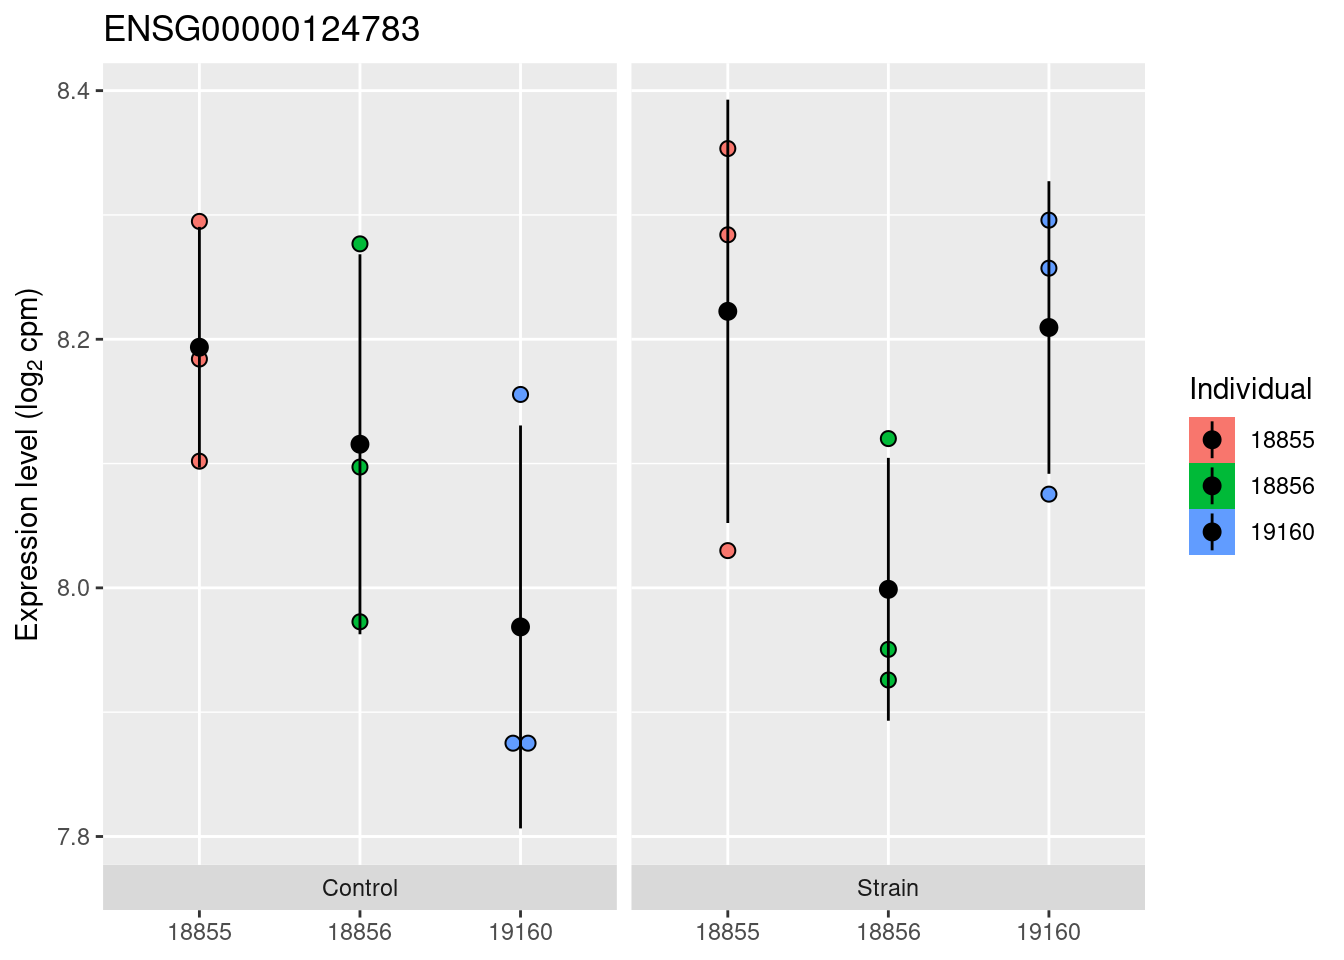 ENSG00000124783
Expression level (log2 cpm)
8.4
8.2
8.0
7.8
Control
Strain
18855 18856 19160
18855 18856 19160
Individual
18855
18856
19160